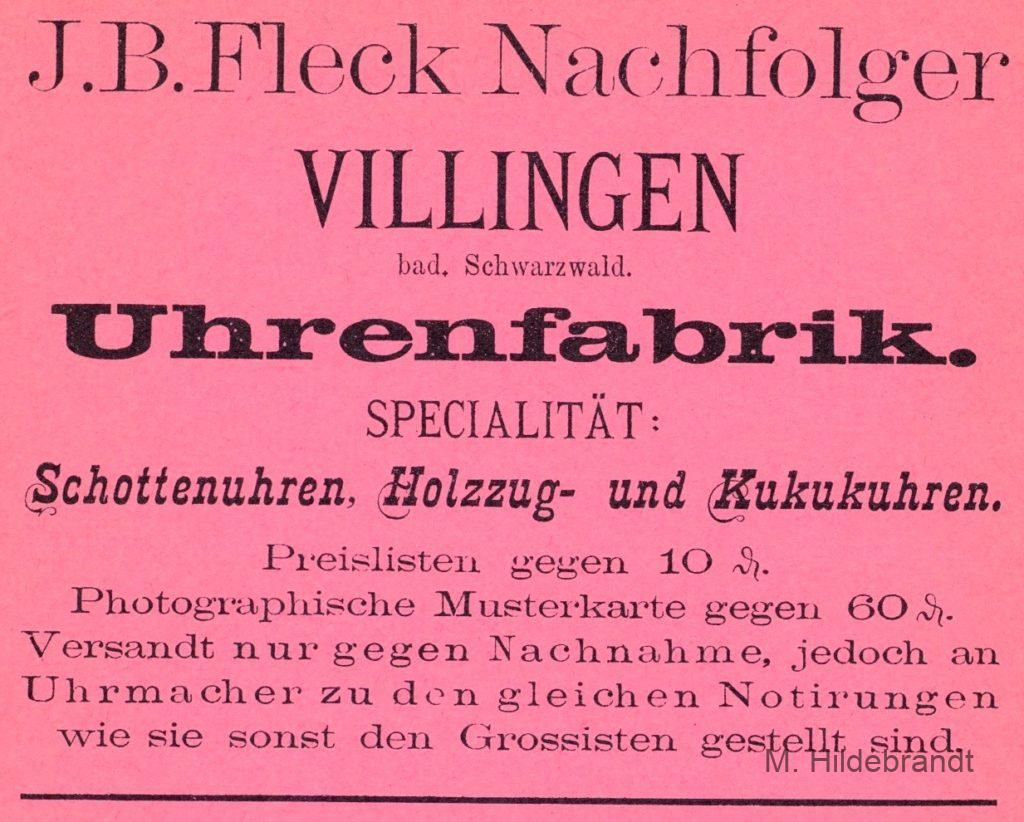 J.B. Fleck Nachfolger
VILLINGEN
bad. Schwarzwald.
Uhrenfabrik.
SPECIALITÄT:
Schottenuhren, Holzzug- und Kukukuhren.
Preislisten gegen 10 ₰.
Photographische Musterkarte gegen 60 ₰.
Versandt nur gegen Nachnahme, jedoch an
Uhrmacher zu den gleichen Notirungen
wie sie sonst den Grossisten gestellt sind.
M. Hildebrandt